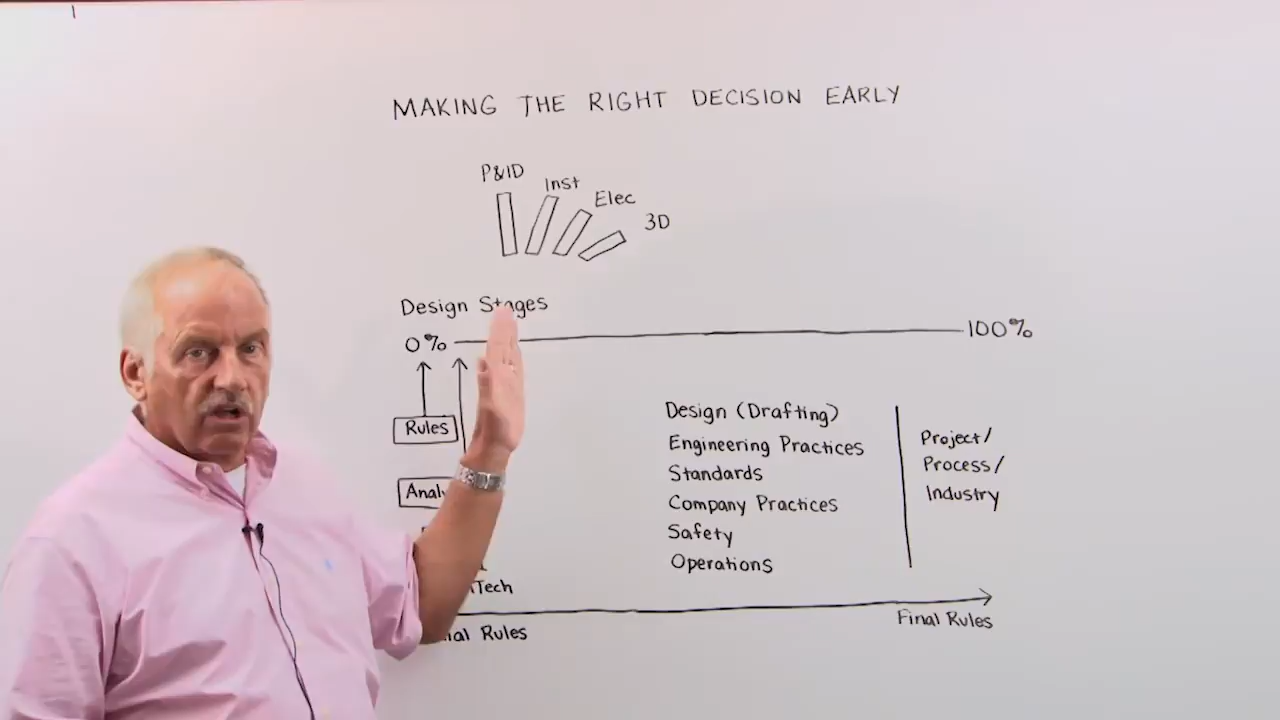 MAKING THE RIGHT DECISION EARLY
P&ID
Inst
Elec
3D
Design Stages
0% 100%
Rules
Design (Drafting)
Engineering Practices
Standards
Company Practices
Safety
Operations
Project/
Process/
Industry
Rules
Final Rules